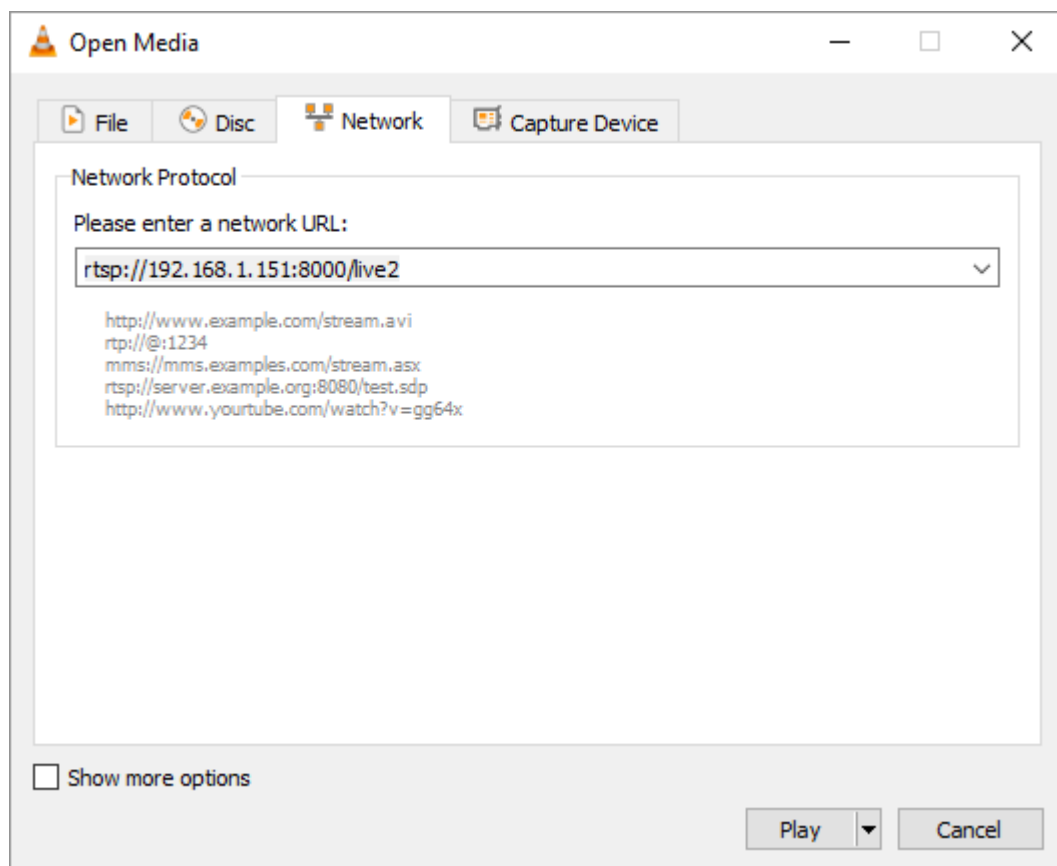 Open Media
File Disc Network Capture Device
Network Protocol
Please enter a network URL:
rtsp://192.168.1.151:8000/live2
http://www.example.com/stream.avi
rtp://@:1234
mms://mms.examples.com/stream.asx
rtsp://server.example.org:8080/test.sdp
http://www.yourtube.com/watch?v=gg64x
Show more options
Play Cancel